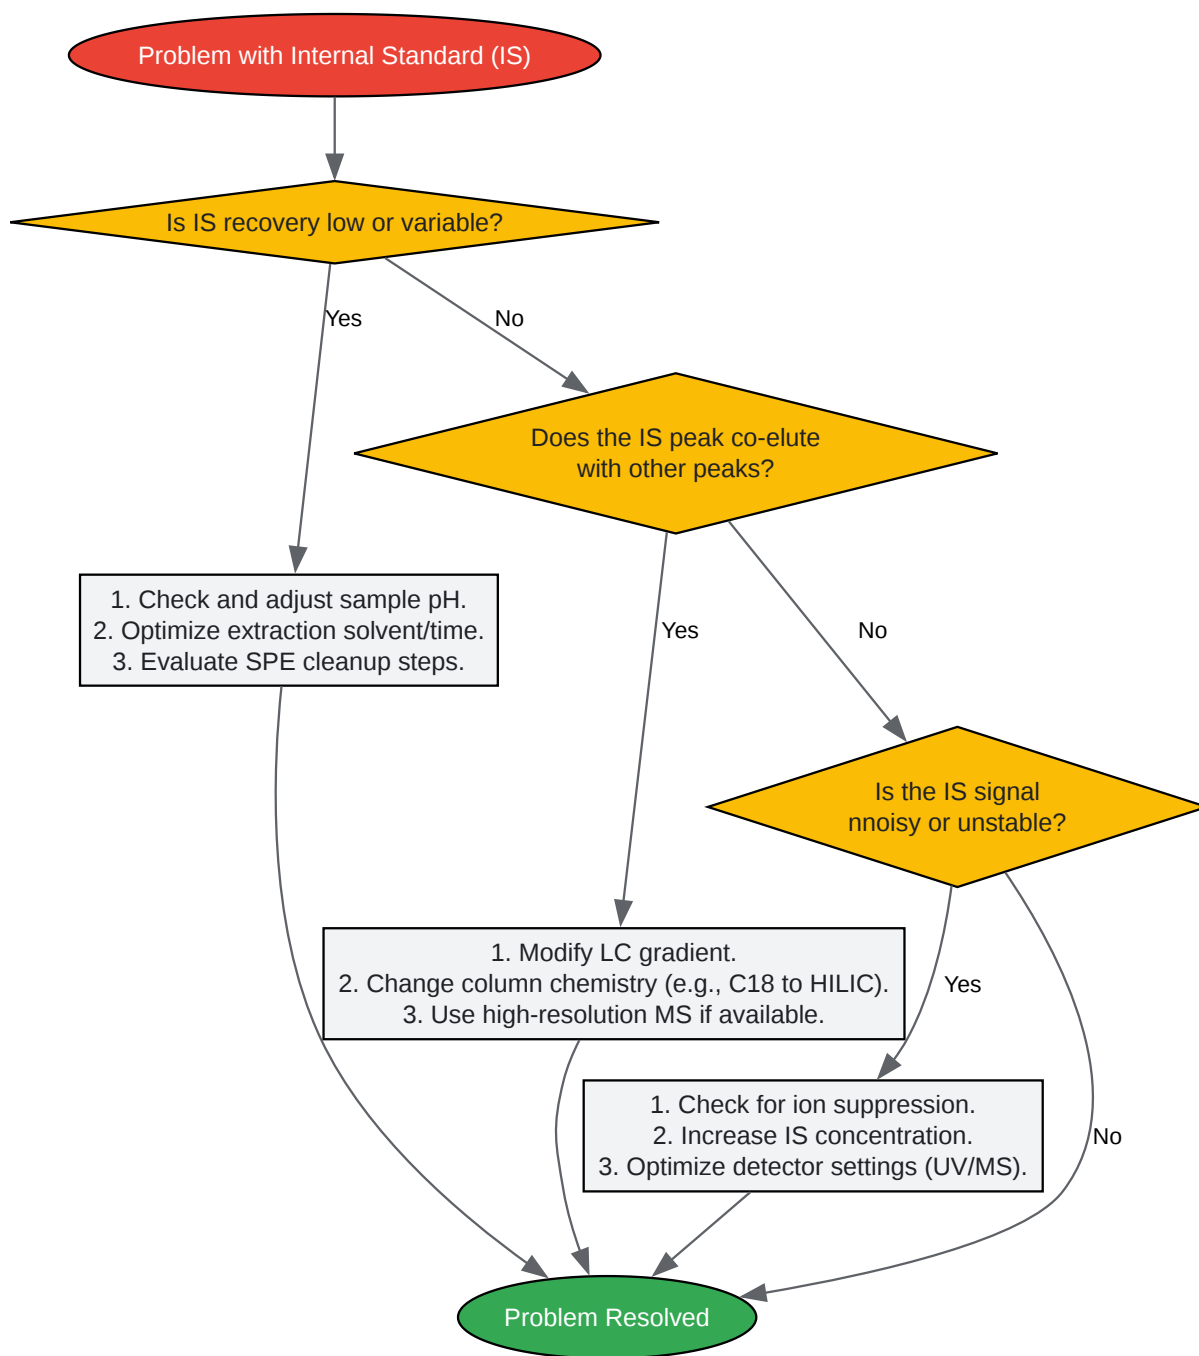 Problem with Internal Standard (IS)
Is IS recovery low or variable?
Yes
No
Does the IS peak co-elute
with other peaks?
1. Check and adjust sample pH.
2. Optimize extraction solvent/time.
3. Evaluate SPE cleanup steps.
Yes
No
Is the IS signal
nnoisy or unstable?
1. Modify LC gradient.
2. Change column chemistry (e.g., C18 to HILIC).
3. Use high-resolution MS if available.
Yes
1. Check for ion suppression.
2. Increase IS concentration.
3. Optimize detector settings (UV/MS).
No
Problem Resolved